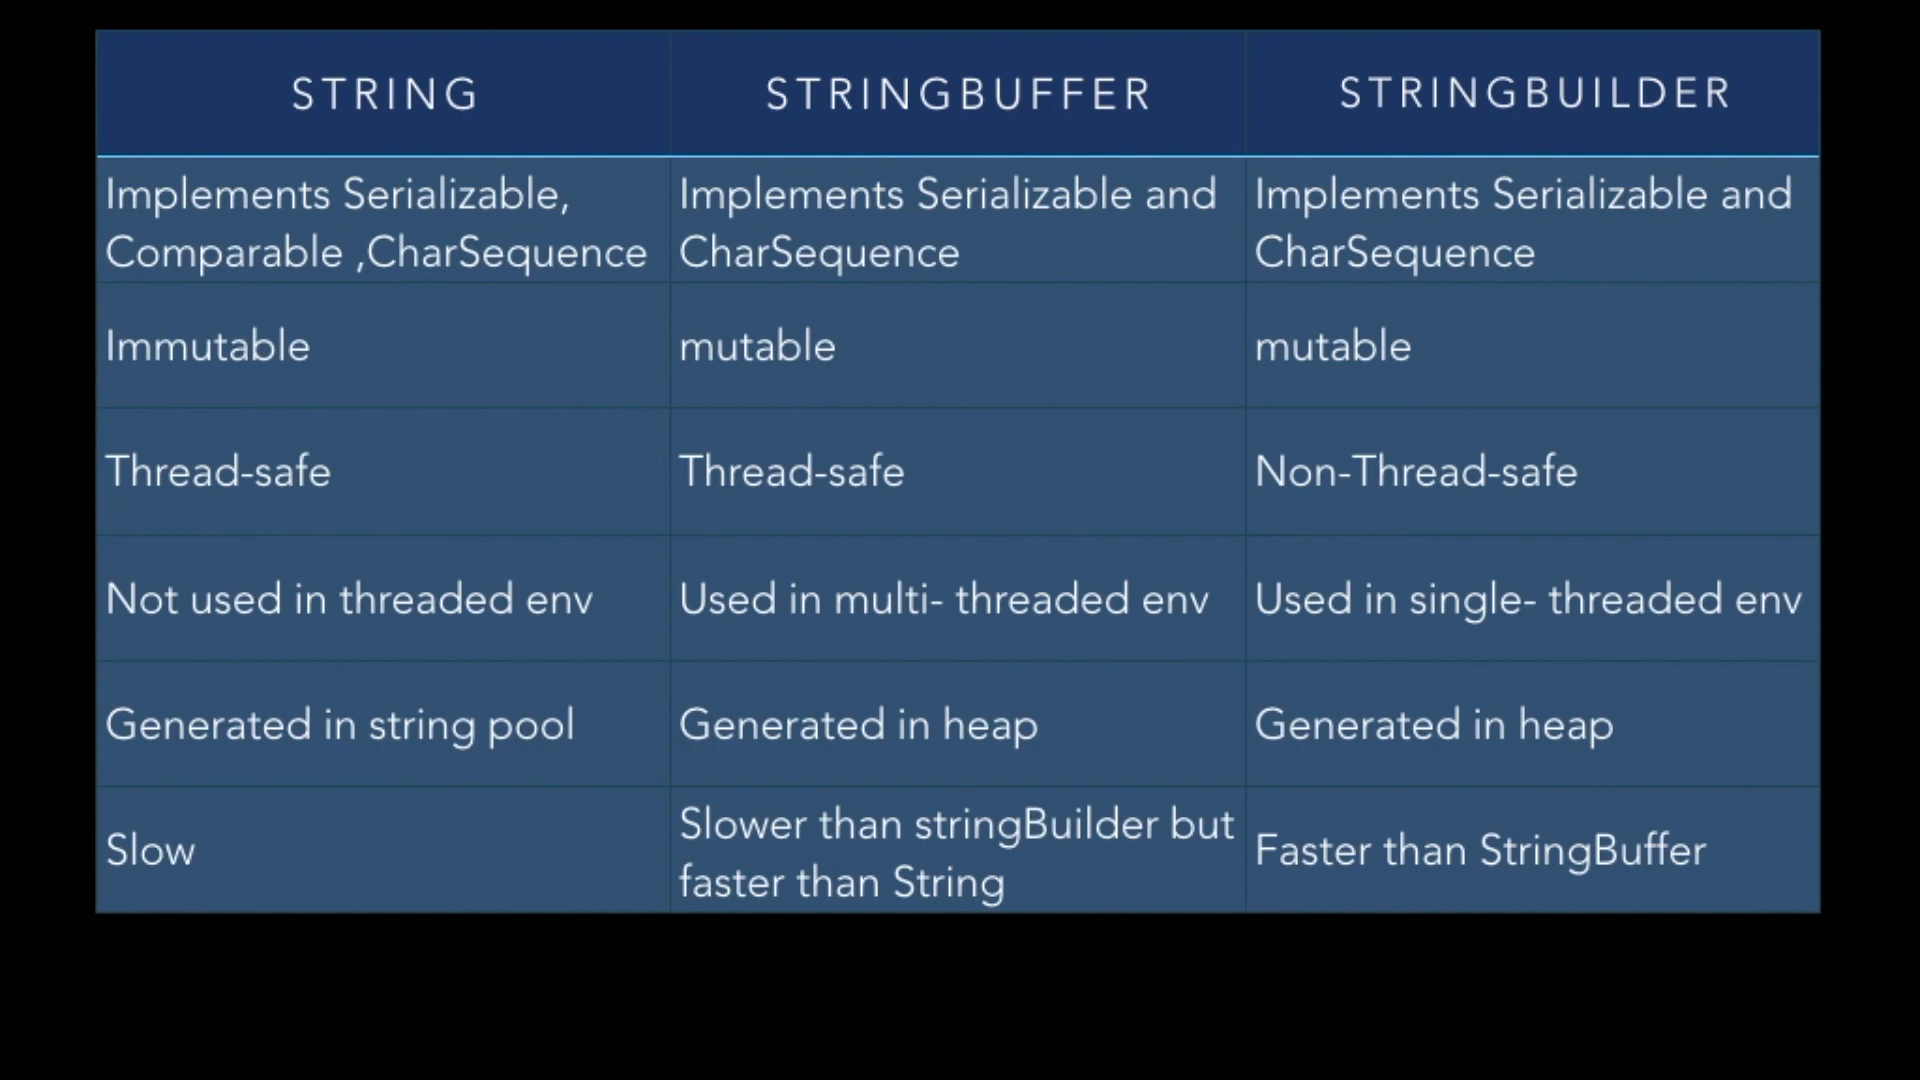 STRING STRINGBUFFER STRINGBUILDER
Implements Serializable,
Comparable ,CharSequence
Implements Serializable and
CharSequence
Implements Serializable and
CharSequence
Immutable
mutable
mutable
Thread-safe
Thread-safe
Non-Thread-safe
Not used in threaded env
Used in multi- threaded env
Used in single- threaded env
Generated in string pool
Generated in heap
Generated in heap
Slow
Slower than stringBuilder but
faster than String
Faster than StringBuffer